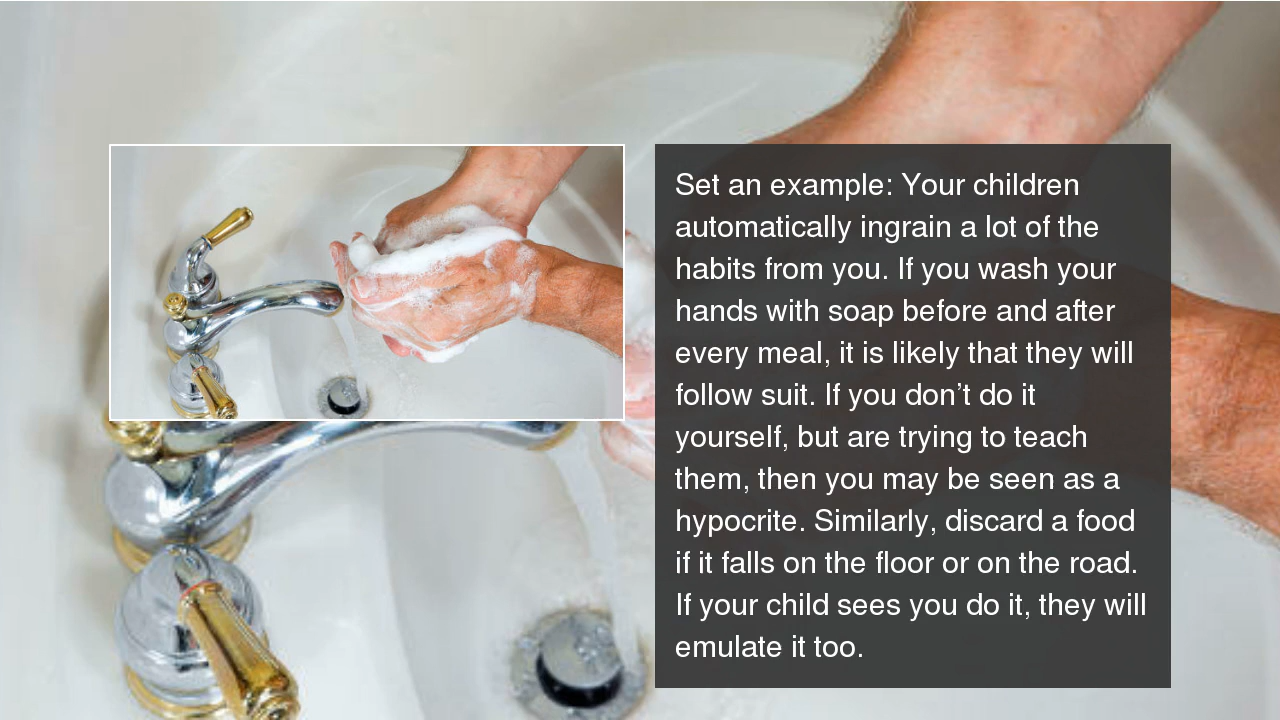 Set an example: Your children
automatically ingrain a lot of the
habits from you. If you wash your
hands with soap before and after
every meal, it is likely that they will
follow suit. If you don’t do it
yourself, but are trying to teach
them, then you may be seen as a
hypocrite. Similarly, discard a food
if it falls on the floor or on the road.
If your child sees you do it, they will
emulate it too.